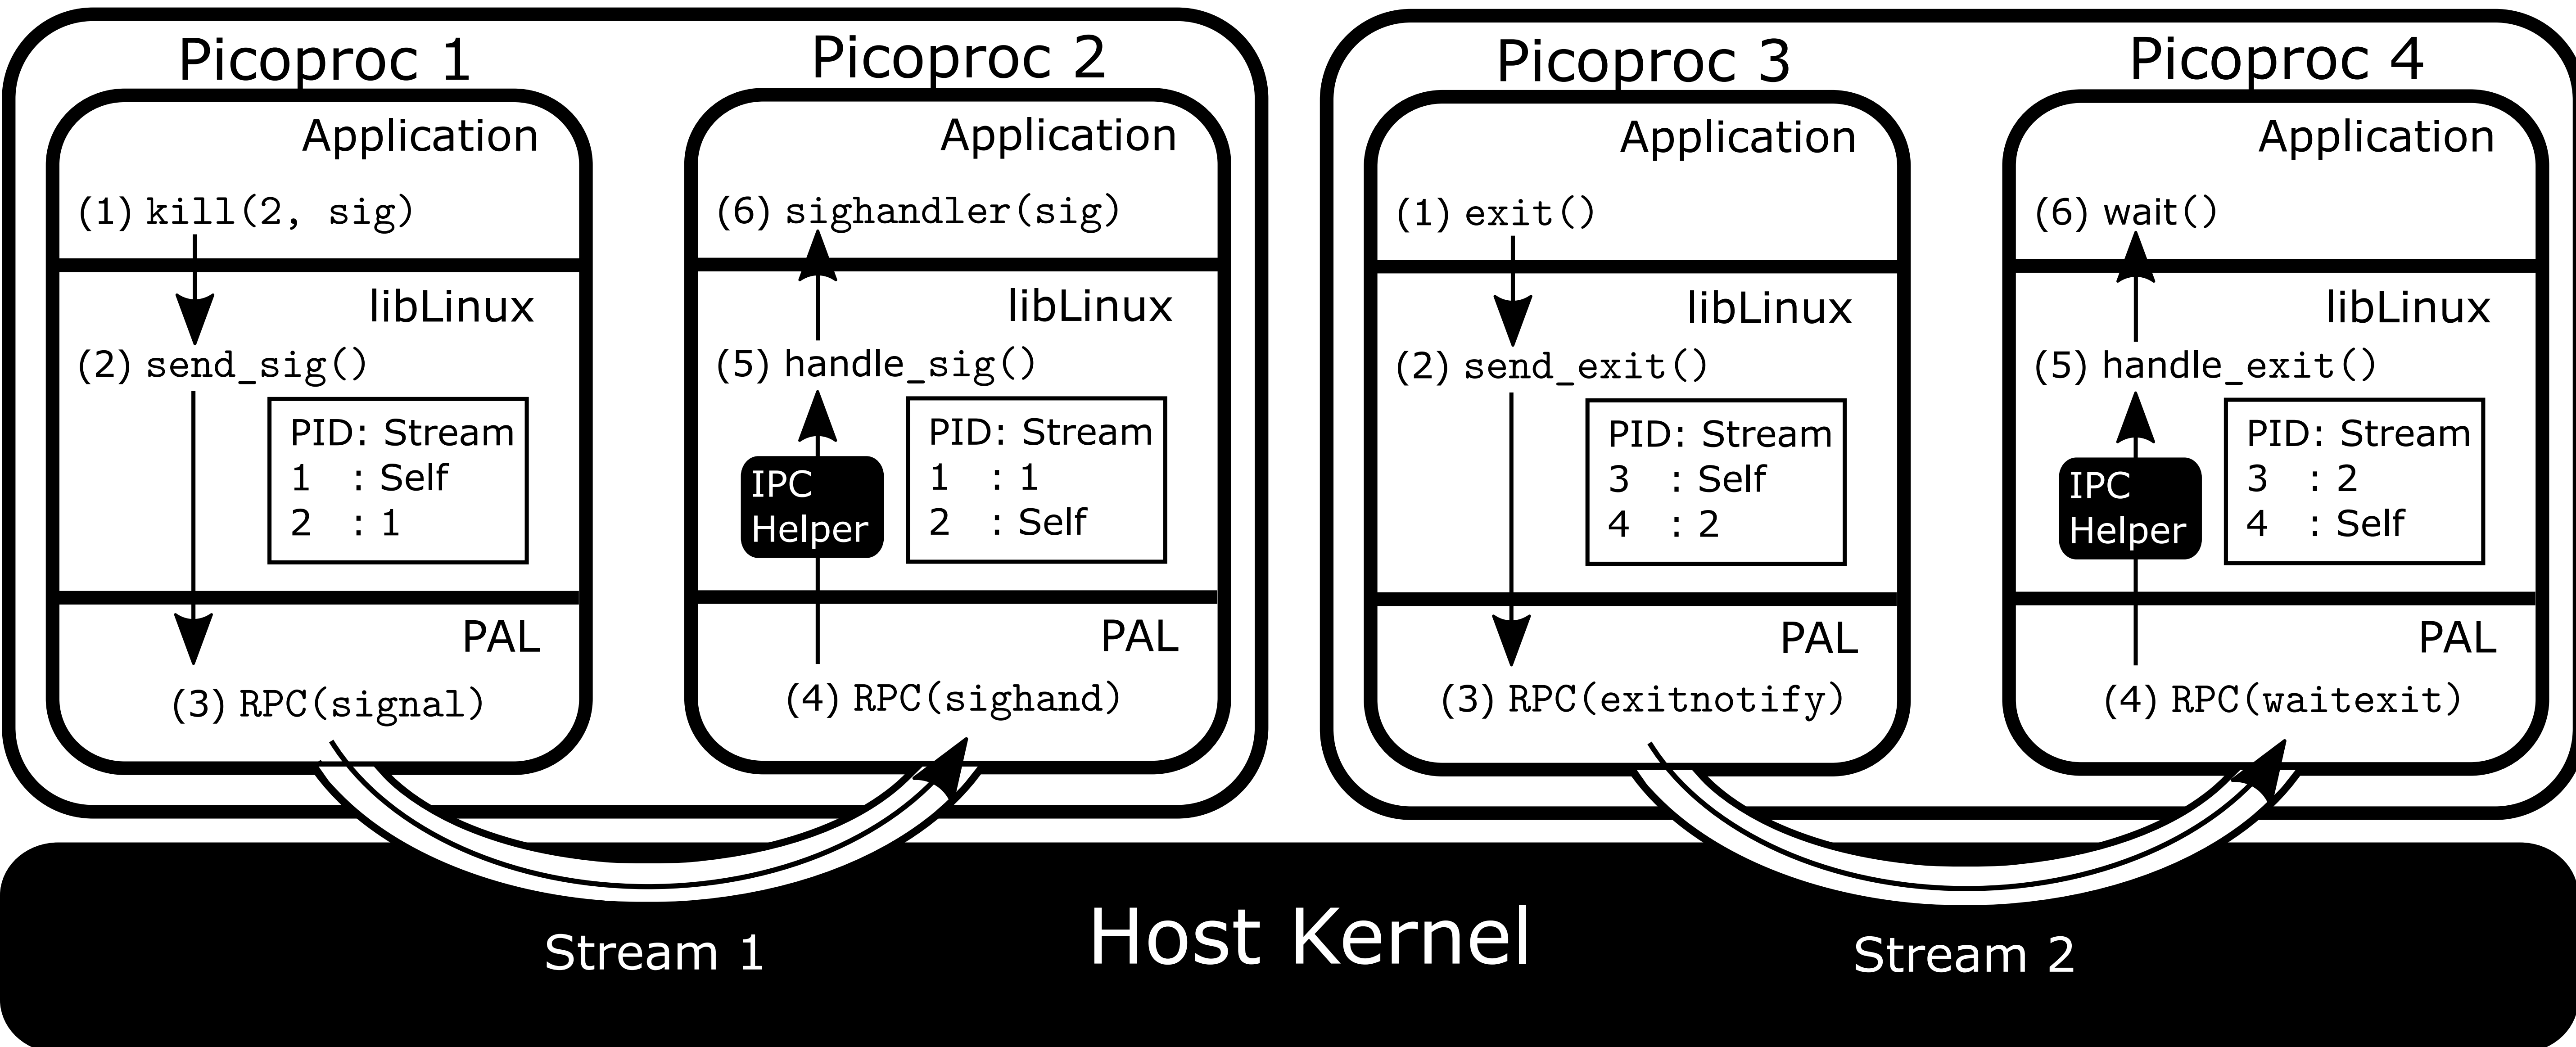 Picoproc 1
Application
(1) kill(2, sig)
libLinux
(2) send_sig()
PID: Stream
1 : Self
2 : 1
PAL
(3) RPC(signal)
Picoproc 2
Application
(6) sighandler(sig)
libLinux
(5) handle_sig()
IPC
Helper
PID: Stream
1 : 1
2 : Self
PAL
(4) RPC(sighand)
Picoproc 3
Application
(1) exit()
libLinux
(2) send_exit()
PID: Stream
3 : Self
4 : 2
PAL
(3) RPC(exitnotify)
Picoproc 4
Application
(6) wait()
libLinux
(5) handle_exit()
IPC
Helper
PID: Stream
3 : 2
4 : Self
PAL
(4) RPC(waitexit)
Stream 1
Host Kernel
Stream 2